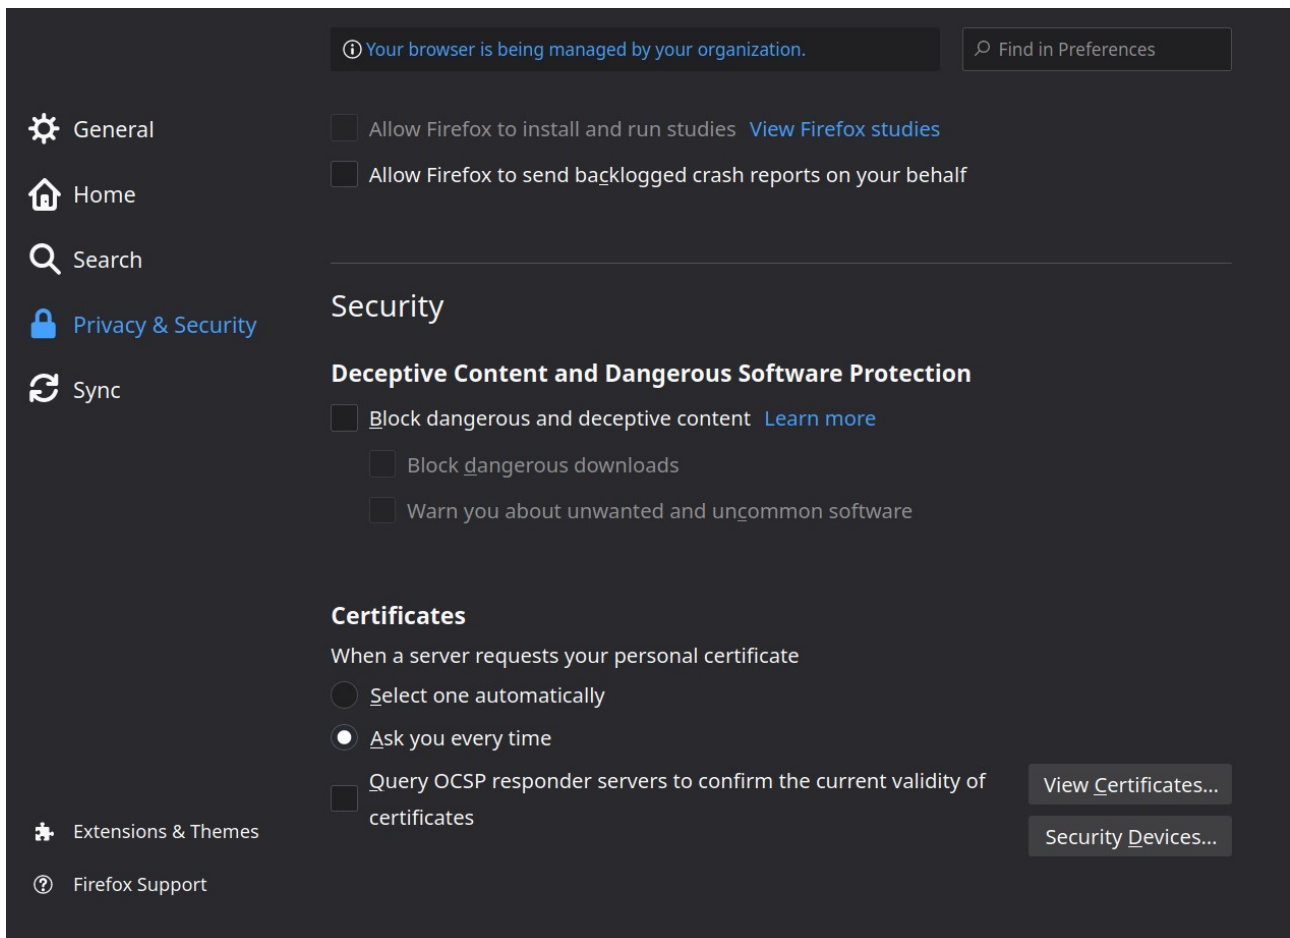 Your browser is being managed by your organization.
Find in Preferences
General
Home
Search
Privacy & Security
Sync
Extensions & Themes
Firefox Support
Allow Firefox to install and run studies View Firefox studies
Allow Firefox to send backlogged crash reports on your behalf
Security
Deceptive Content and Dangerous Software Protection
Block dangerous and deceptive content Learn more
Block dangerous downloads
Warn you about unwanted and uncommon software
Certificates
When a server requests your personal certificate
Select one automatically
Ask you every time
Query OCSP responder servers to confirm the current validity of
certificates
View Certificates...
Security Devices...